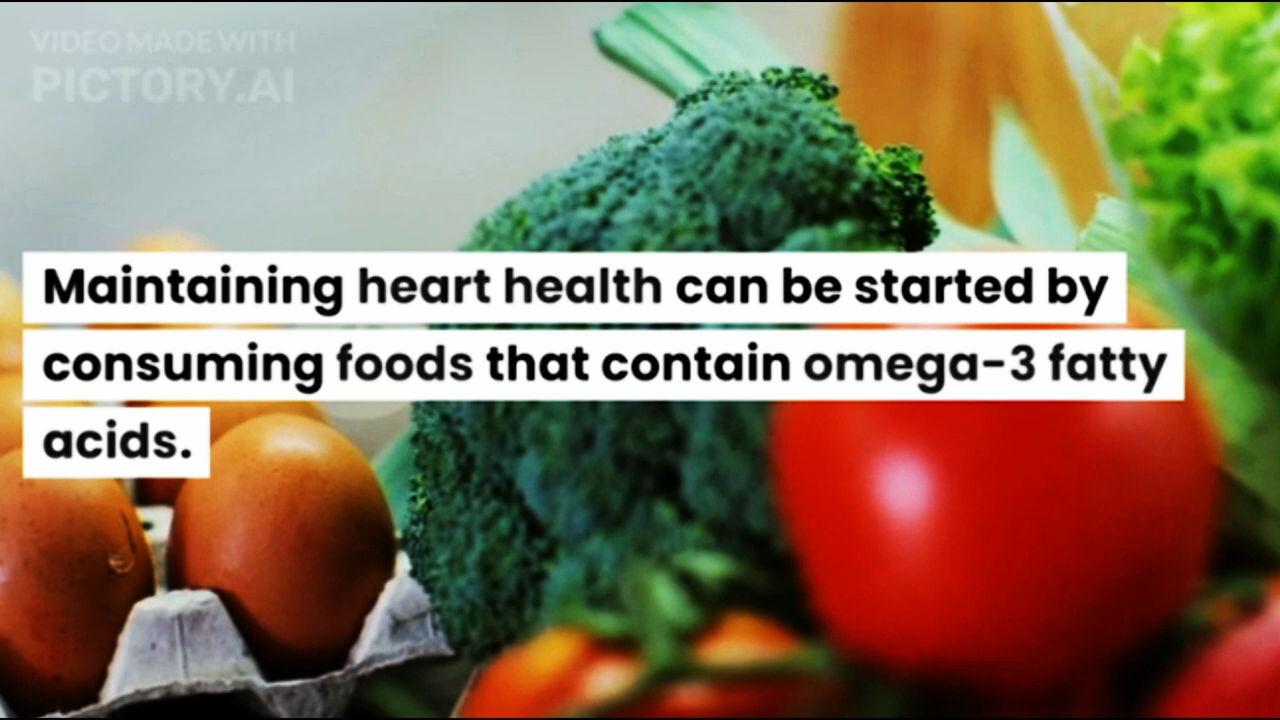 VIDEO MADE WITH
PICTORY.AI
Maintaining heart health can be started by
consuming foods that contain omega-3 fatty
acids.